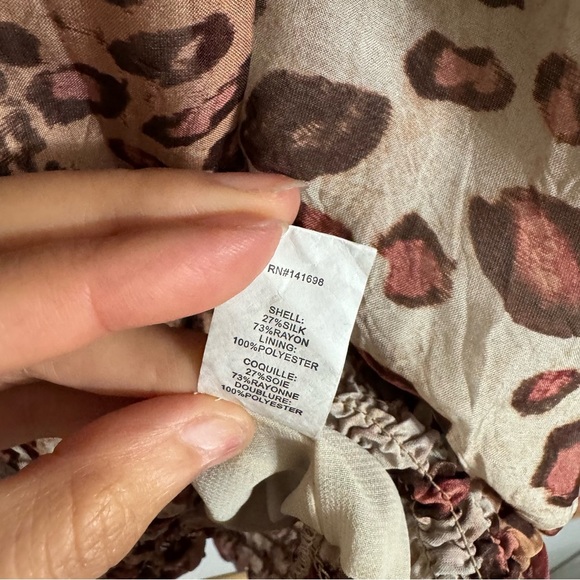 RN#141698
SHELL:
27%SILK
73%RAYON
LINING:
100%POLYESTER
COQUILLE:
27%SOIE
73%RAYONNE
DOUBLURE:
100%POLYESTER